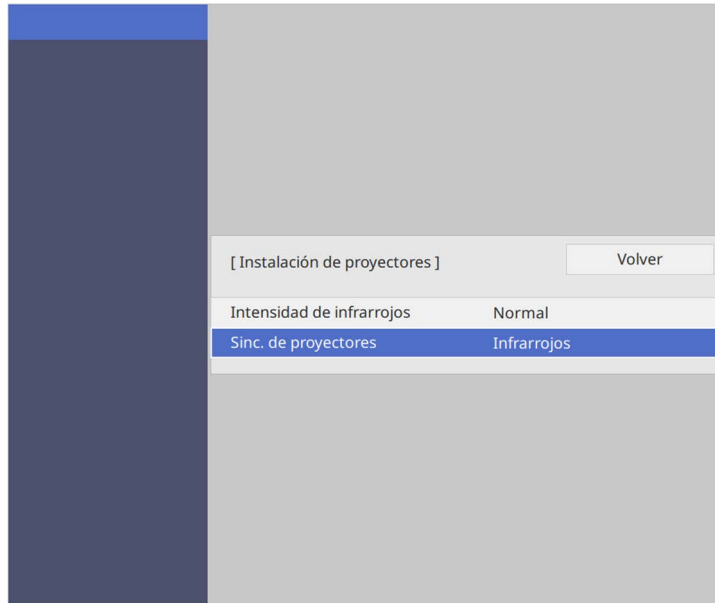 [ Instalación de proyectores ]
Volver
Intensidad de infrarrojos Normal
Sinc. de proyectores Infrarrojos